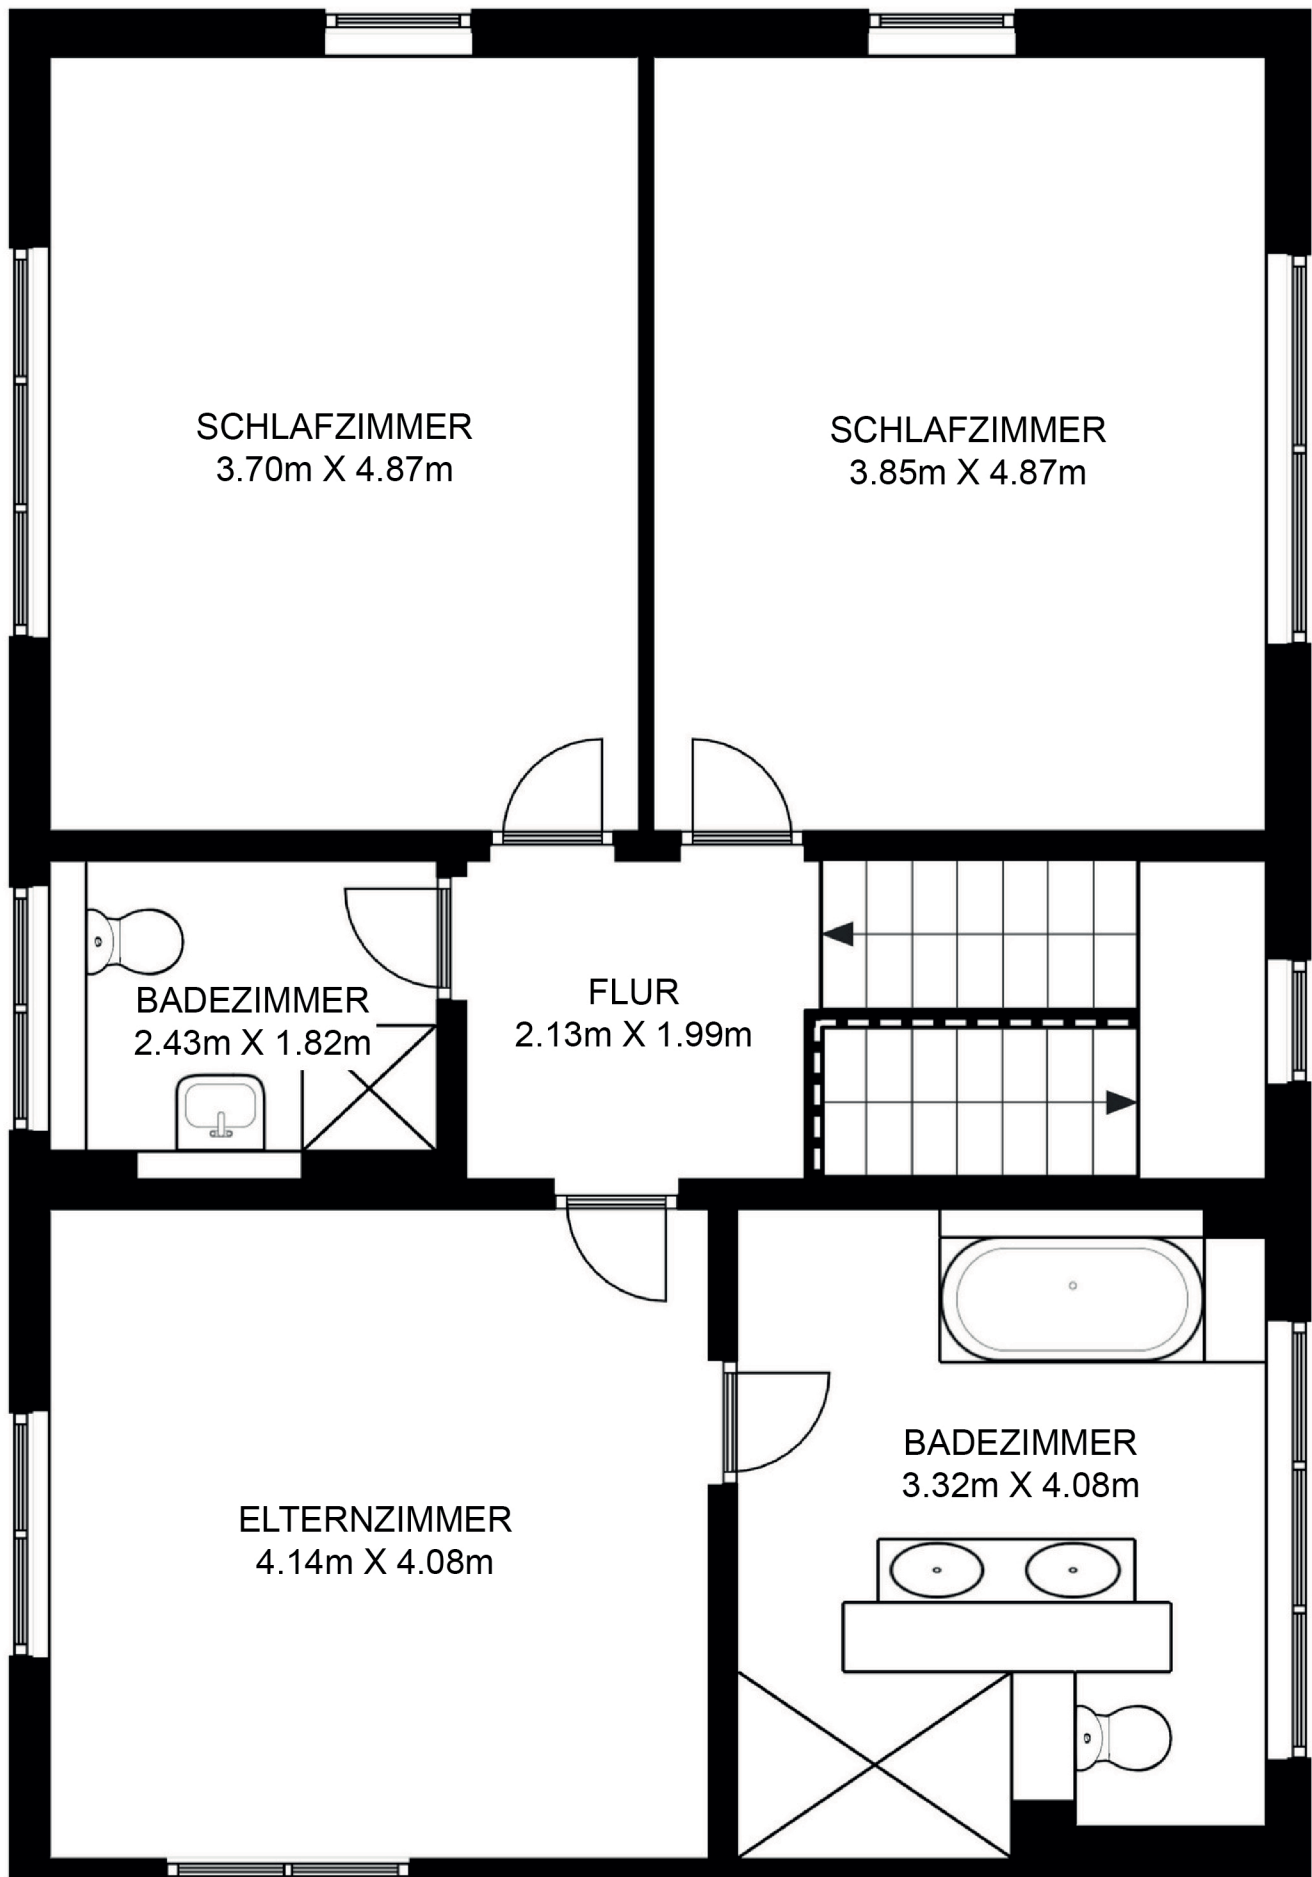 SCHLAFZIMMER
3.70m X 4.87m
SCHLAFZIMMER
3.85m X 4.87m
BADEZIMMER
2.43m X 1.82m
FLUR
2.13m X 1.99m
ELTERNZIMMER
4.14m X 4.08m
BADEZIMMER
3.32m X 4.08m